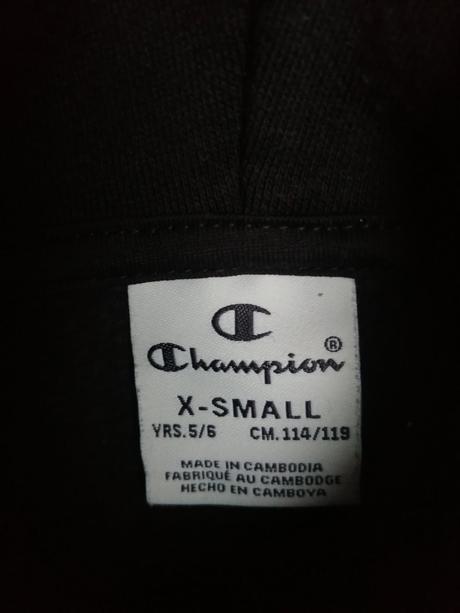 Champion®
X-SMALL
YRS.5/6 CM.114/119
MADE IN CAMBODIA
FABRIQUÉ AU CAMBODGE
HECHO EN CAMBOYA